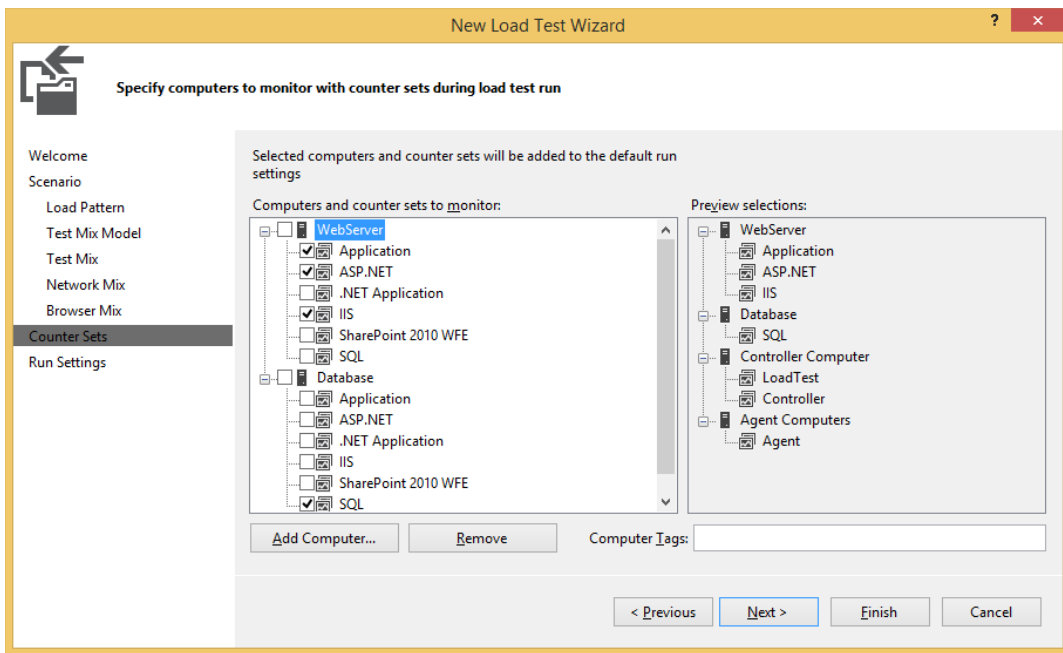 New Load Test Wizard
?
Specify computers to monitor with counter sets during load test run
Welcome
Scenario
Load Pattern
Test Mix Model
Test Mix
Network Mix
Browser Mix
Counter Sets
Run Settings
Selected computers and counter sets will be added to the default run
settings
Computers and counter sets to monitor:
WebServer
Application
ASP.NET
.NET Application
IIS
SharePoint 2010 WFE
SQL
Database
Application
ASP.NET
.NET Application
IIS
SharePoint 2010 WFE
SQL
Preview selections:
WebServer
Application
ASP.NET
IIS
Database
SQL
Controller Computer
LoadTest
Controller
Agent Computers
Agent
Add Computer...
Remove
Computer Tags:
< Previous
Next >
Finish
Cancel